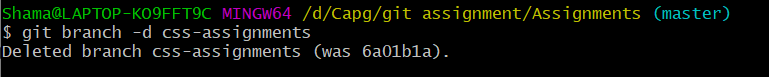 Shama@LAPTOP-KO9FFT9C MINGW64 /d/Capg/git assignment/Assignments (master)
$ git branch -d css-assignments
Deleted branch css-assignments (was 6a01b1a).